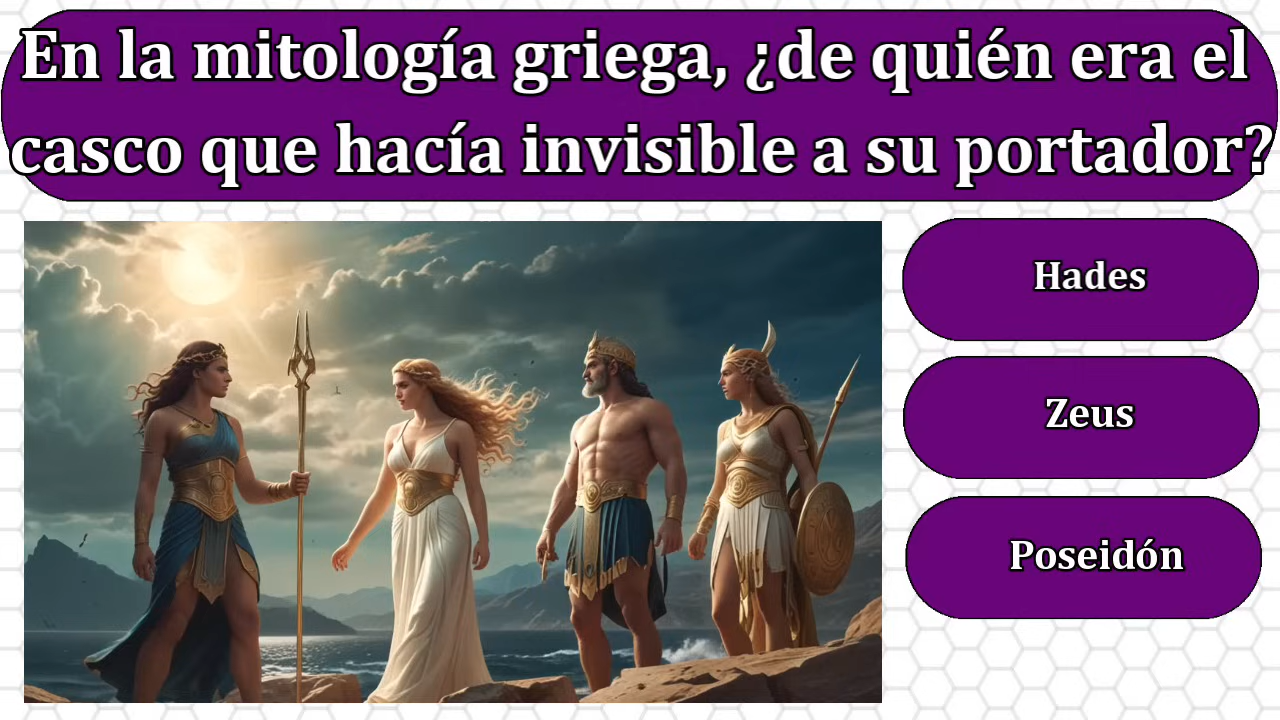 En la mitología griega, ¿de quién era el
casco que hacía invisible a su portador?
Hades
Zeus
Poseidón